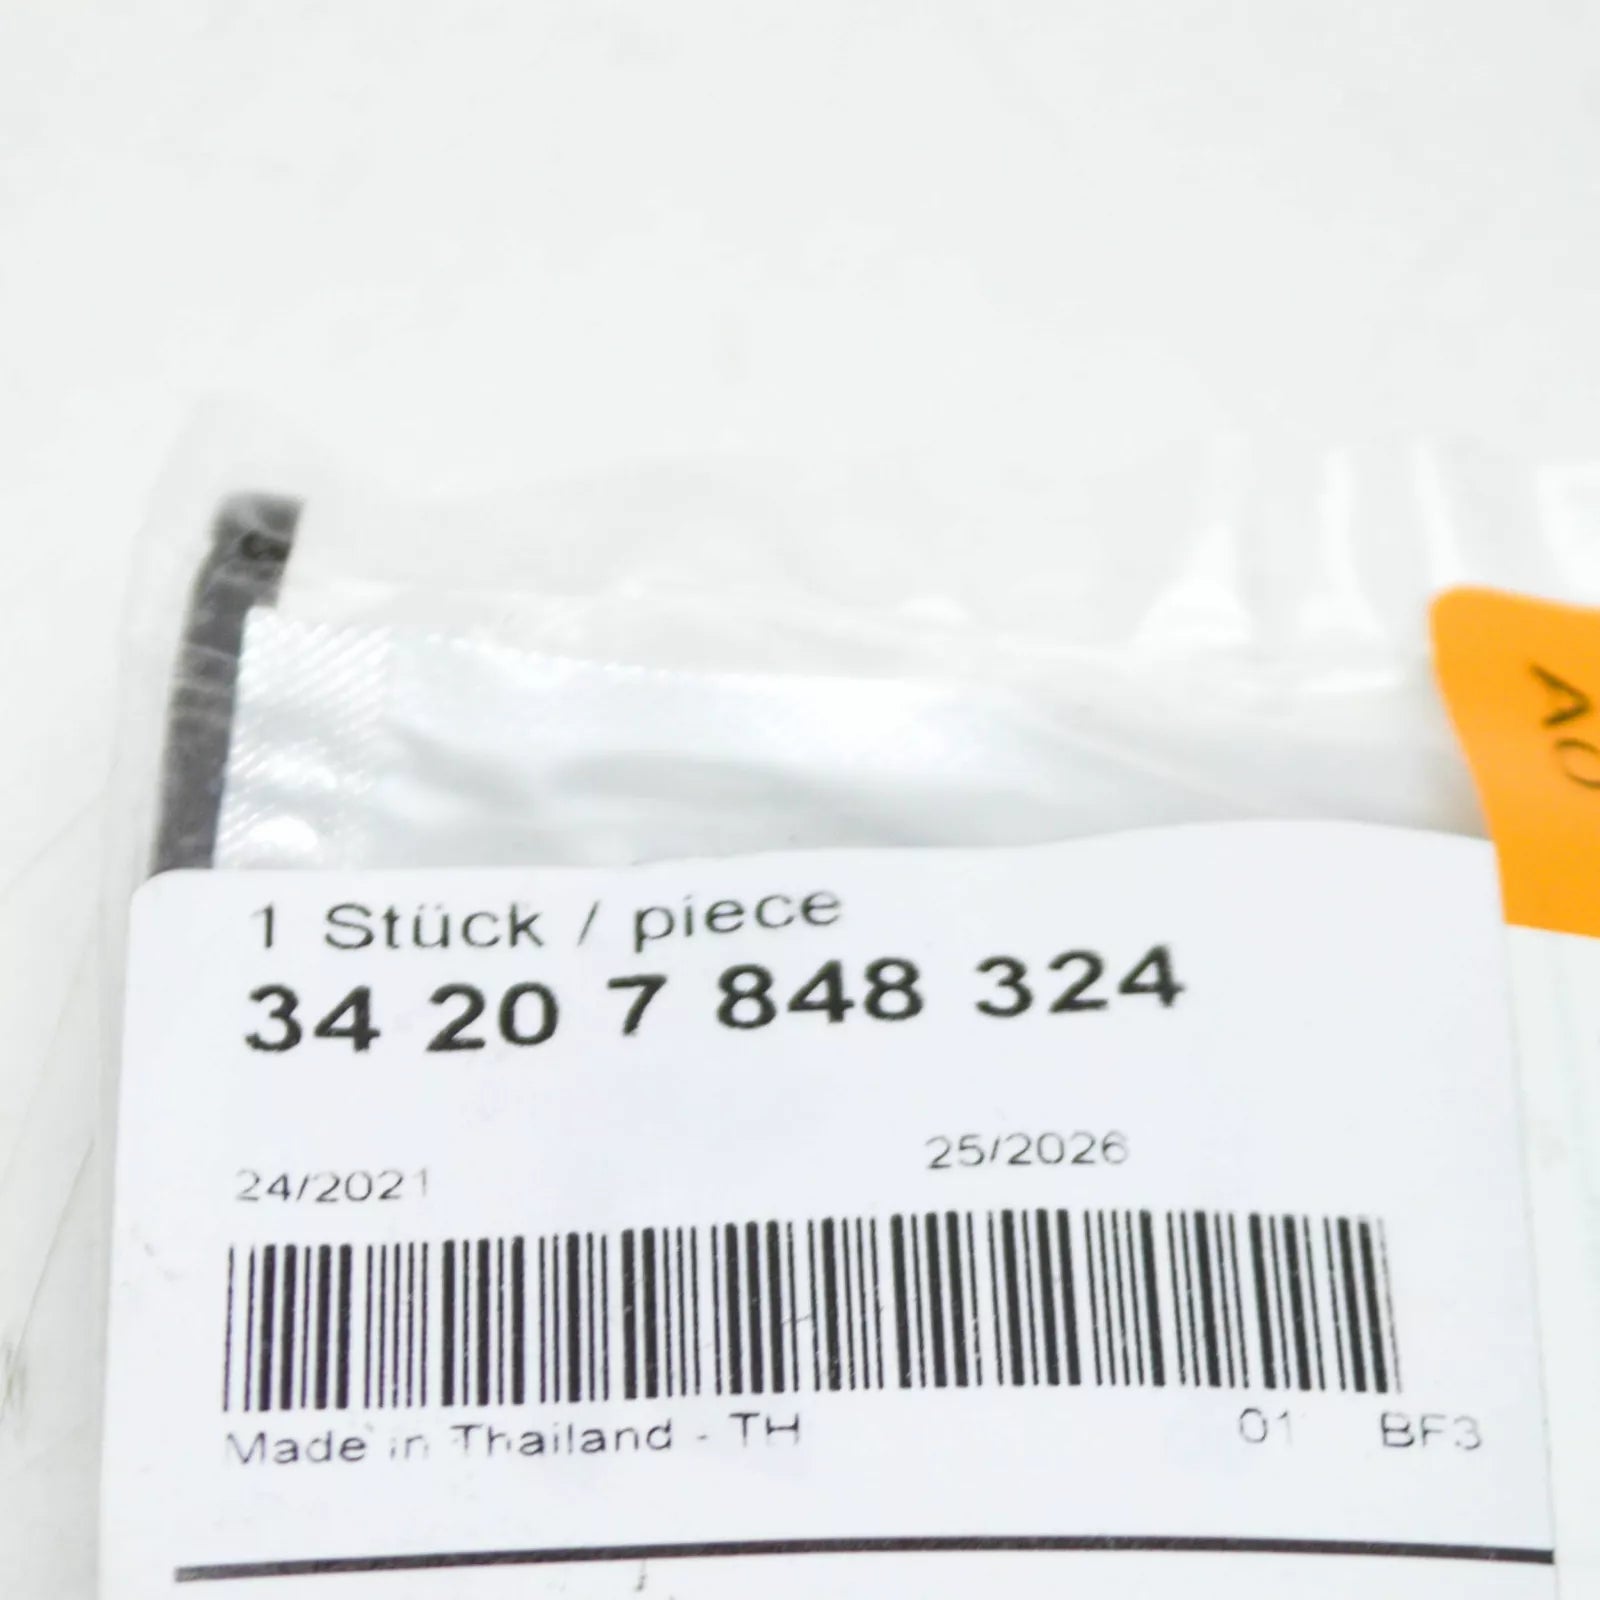 1 Stück / piece
34 20 7 848 324
24/2021
25/2026
Made in Thailand - TH
01 BF3